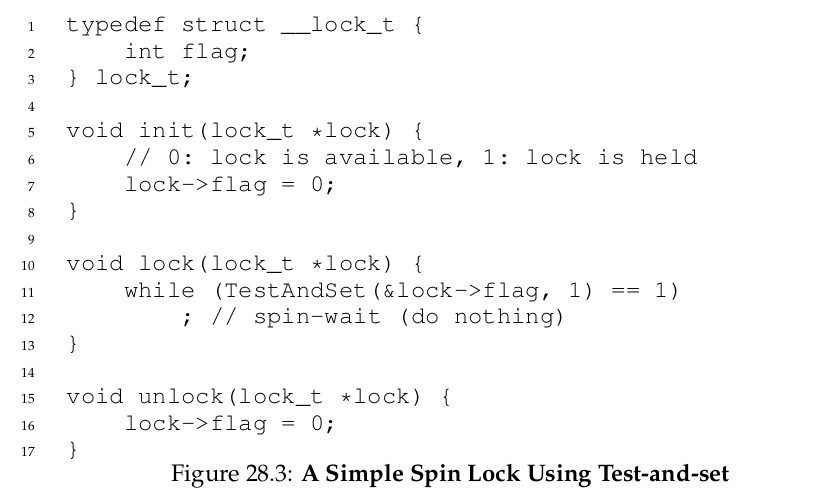 1 typedef struct __lock_t {
2     int flag;
3 } lock_t;
4
5 void init(lock_t *lock) {
6     // 0: lock is available, 1: lock is held
7     lock->flag = 0;
8 }
9
10 void lock(lock_t *lock) {
11     while (TestAndSet(&lock->flag, 1) == 1)
12         ; // spin-wait (do nothing)
13 }
14
15 void unlock(lock_t *lock) {
16     lock->flag = 0;
17 }
Figure 28.3: A Simple Spin Lock Using Test-and-set